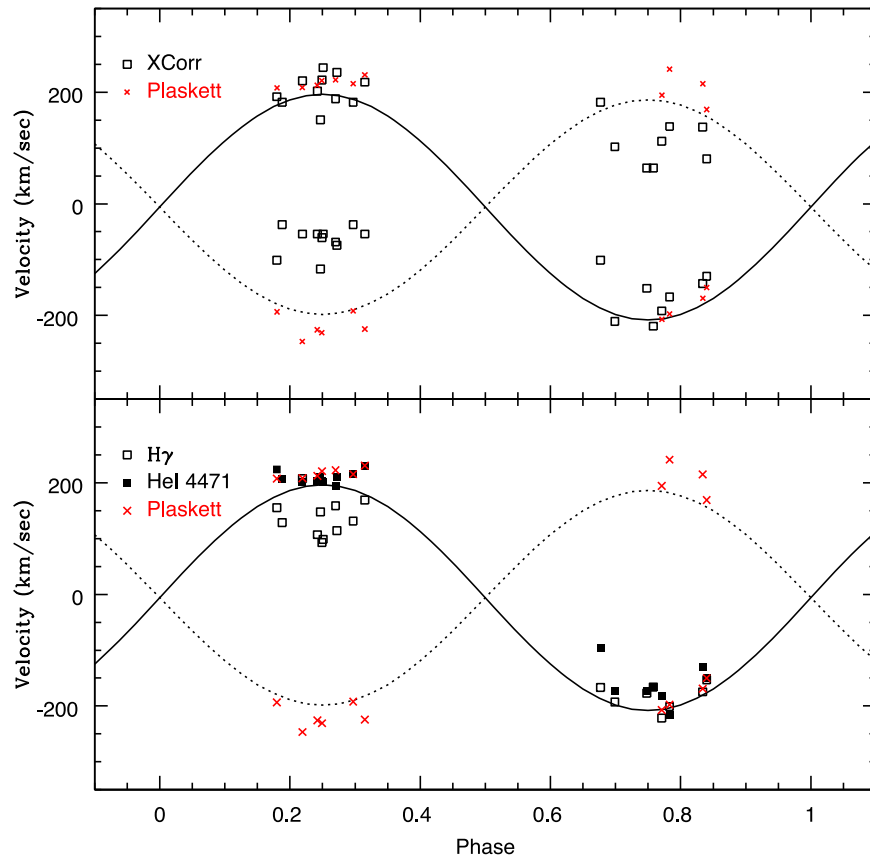 XCorr
Plaskett
200
0
-200
Velocity (km/sec)
Hγ
HeI 4471
Plaskett
200
0
-200
Velocity (km/sec)
0 0.2 0.4 0.6 0.8 1
Phase